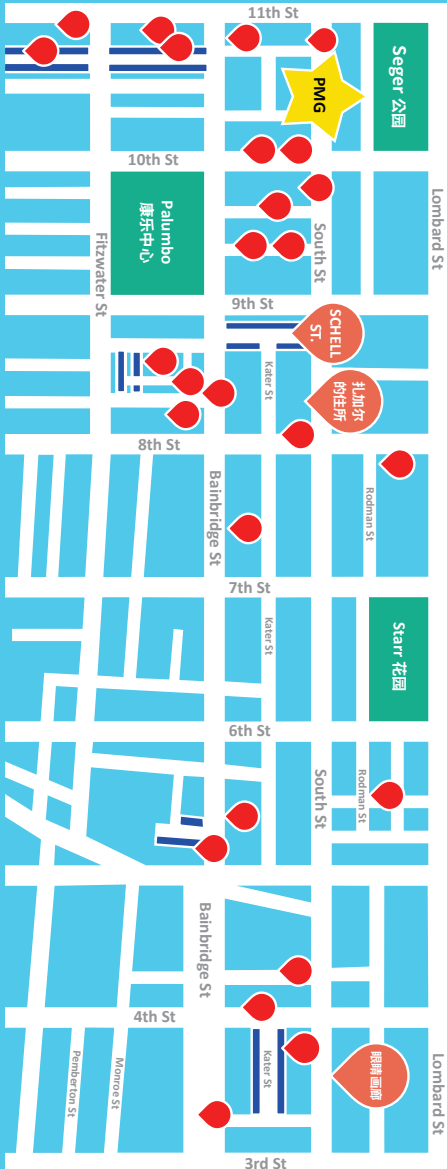 11th St
Seger 公园
PMG
10th St
Lombard St
South St
Palumbo
康乐中心
Fitzwater St
9th St
SCHELL
ST.
Kater St
扎加尔
的住所
8th St
Bainbridge St
Rodman St
7th St
Kater St
Starr 花园
6th St
South St
Rodman St
Bainbridge St
4th St
Kater St
眼睛画廊
Lombard St
Monroe St
Pemberton St
3rd St